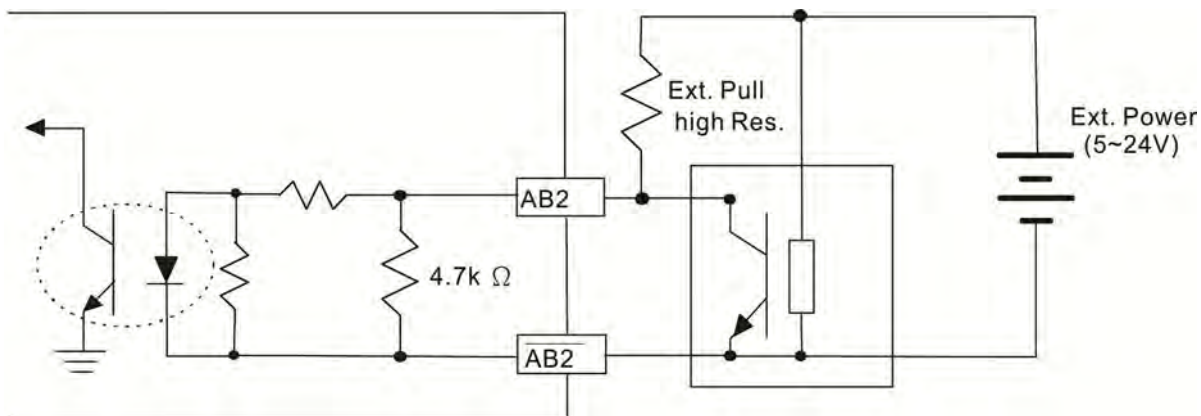 Ext. Pull
high Res.
Ext. Power
(5~24V)
AB2
4.7k Ω
AB2